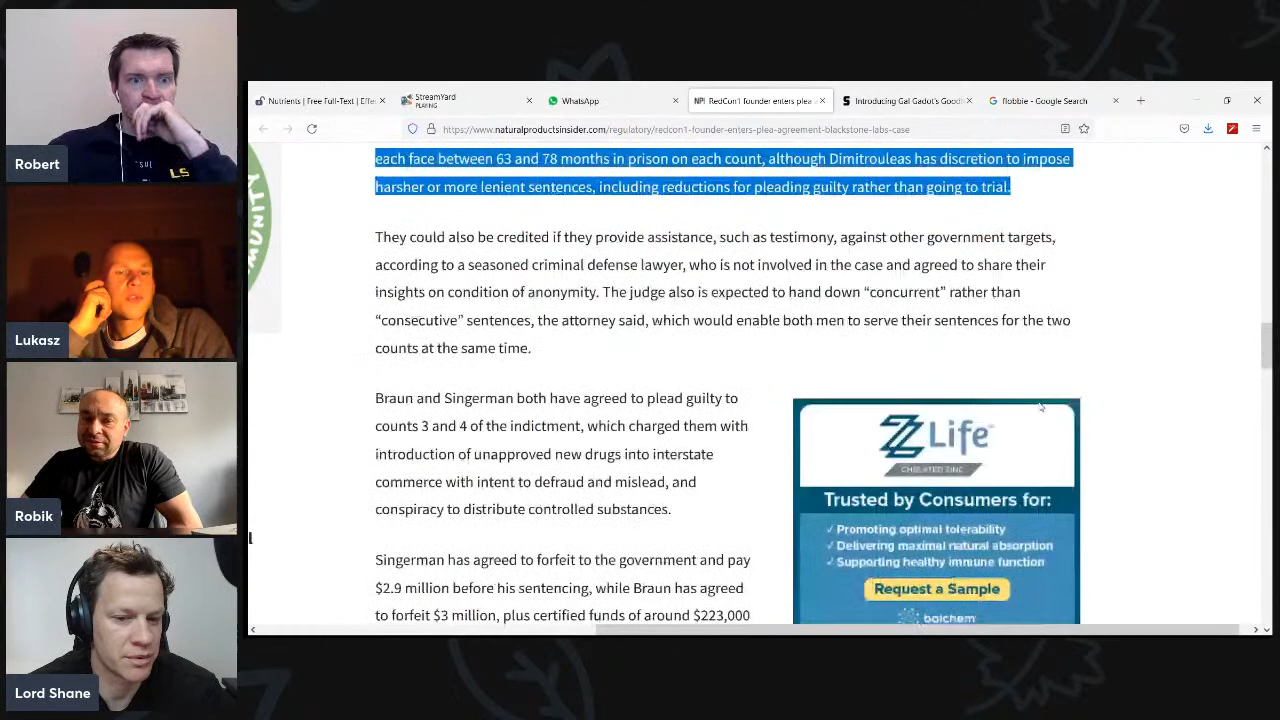 Robert
LS
Lukasz
Robik
Lord Shane
Nutrients | Free Full-Text | Effe
StreamYard
PLAYING
WhatsApp
NPI RedCon1 founder enters plea
Introducing Gal Gadot's Goodl
flobbie - Google Search
https://www.naturalproductsinsider.com/regulatory/redcon1-founder-enters-plea-agreement-blackstone-labs-case
each face between 63 and 78 months in prison on each count, although Dimitrouleas has discretion to impose
harsher or more lenient sentences, including reductions for pleading guilty rather than going to trial.
They could also be credited if they provide assistance, such as testimony, against other government targets,
according to a seasoned criminal defense lawyer, who is not involved in the case and agreed to share their
insights on condition of anonymity. The judge also is expected to hand down “concurrent” rather than
“consecutive” sentences, the attorney said, which would enable both men to serve their sentences for the two
counts at the same time.
Braun and Singerman both have agreed to plead guilty to
counts 3 and 4 of the indictment, which charged them with
introduction of unapproved new drugs into interstate
commerce with intent to defraud and mislead, and
conspiracy to distribute controlled substances.
Singerman has agreed to forfeit to the government and pay
$2.9 million before his sentencing, while Braun has agreed
to forfeit $3 million, plus certified funds of around $223,000
Life
CHELATED ZINC
Trusted by Consumers for:
✓ Promoting optimal tolerability
✓ Delivering maximal natural absorption
✓ Supporting healthy immune function
Request a Sample
balchem